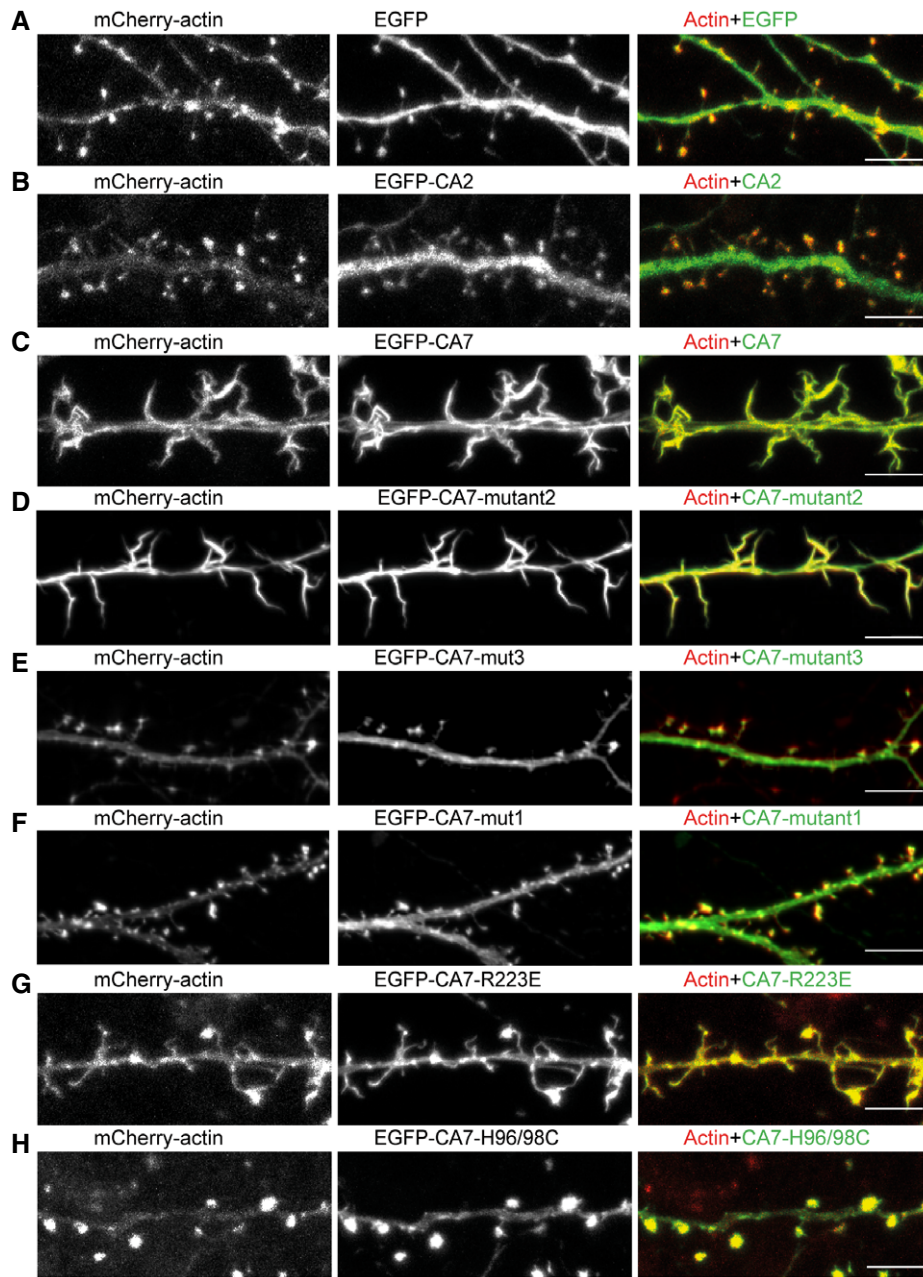 A mCherry-actin EGFP Actin+EGFP
B mCherry-actin EGFP-CA2 Actin+CA2
C mCherry-actin EGFP-CA7 Actin+CA7
D mCherry-actin EGFP-CA7-mutant2 Actin+CA7-mutant2
E mCherry-actin EGFP-CA7-mut3 Actin+CA7-mutant3
F mCherry-actin EGFP-CA7-mut1 Actin+CA7-mutant1
G mCherry-actin EGFP-CA7-R223E Actin+CA7-R223E
H mCherry-actin EGFP-CA7-H96/98C Actin+CA7-H96/98C